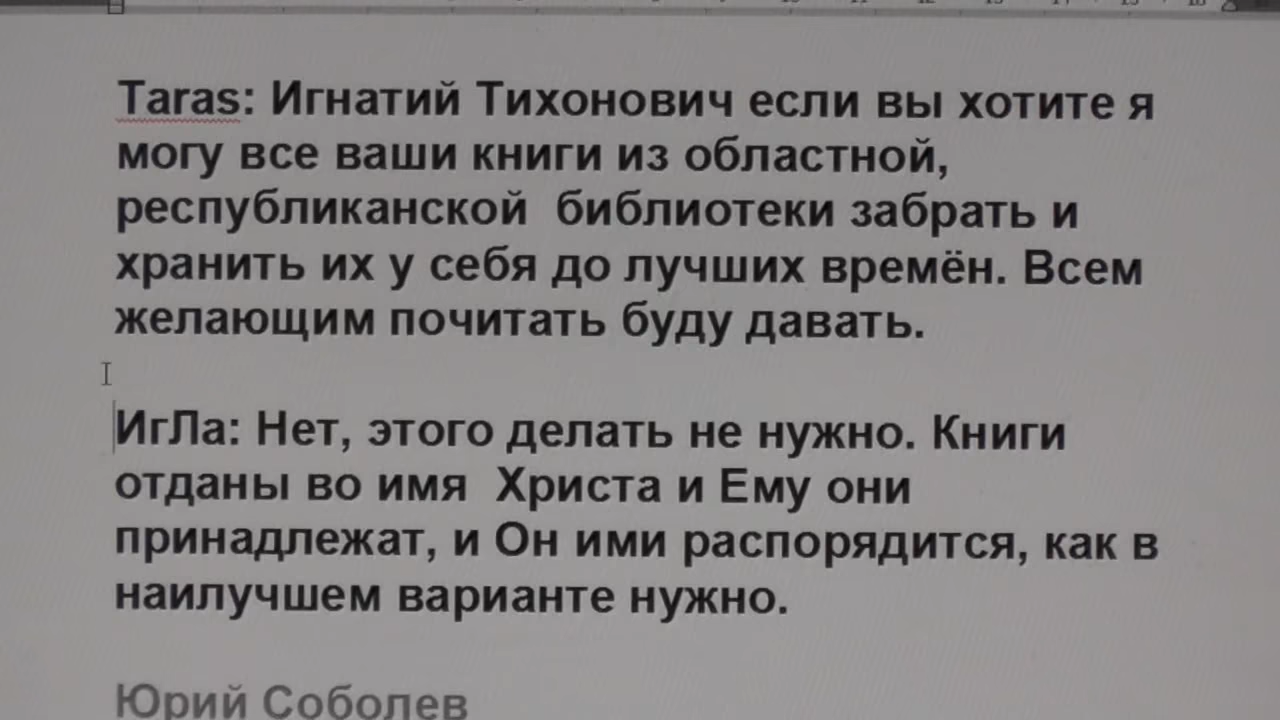 Taras: Игнатий Тихонович если вы хотите я
могу все ваши книги из областной,
республиканской  библиотеки забрать и
хранить их у себя до лучших времён. Всем
желающим почитать буду давать.
ИгЛа: Нет, этого делать не нужно. Книги
отданы во имя  Христа и Ему они
принадлежат, и Он ими распорядится, как в
наилучшем варианте нужно.
Юрий Соболев